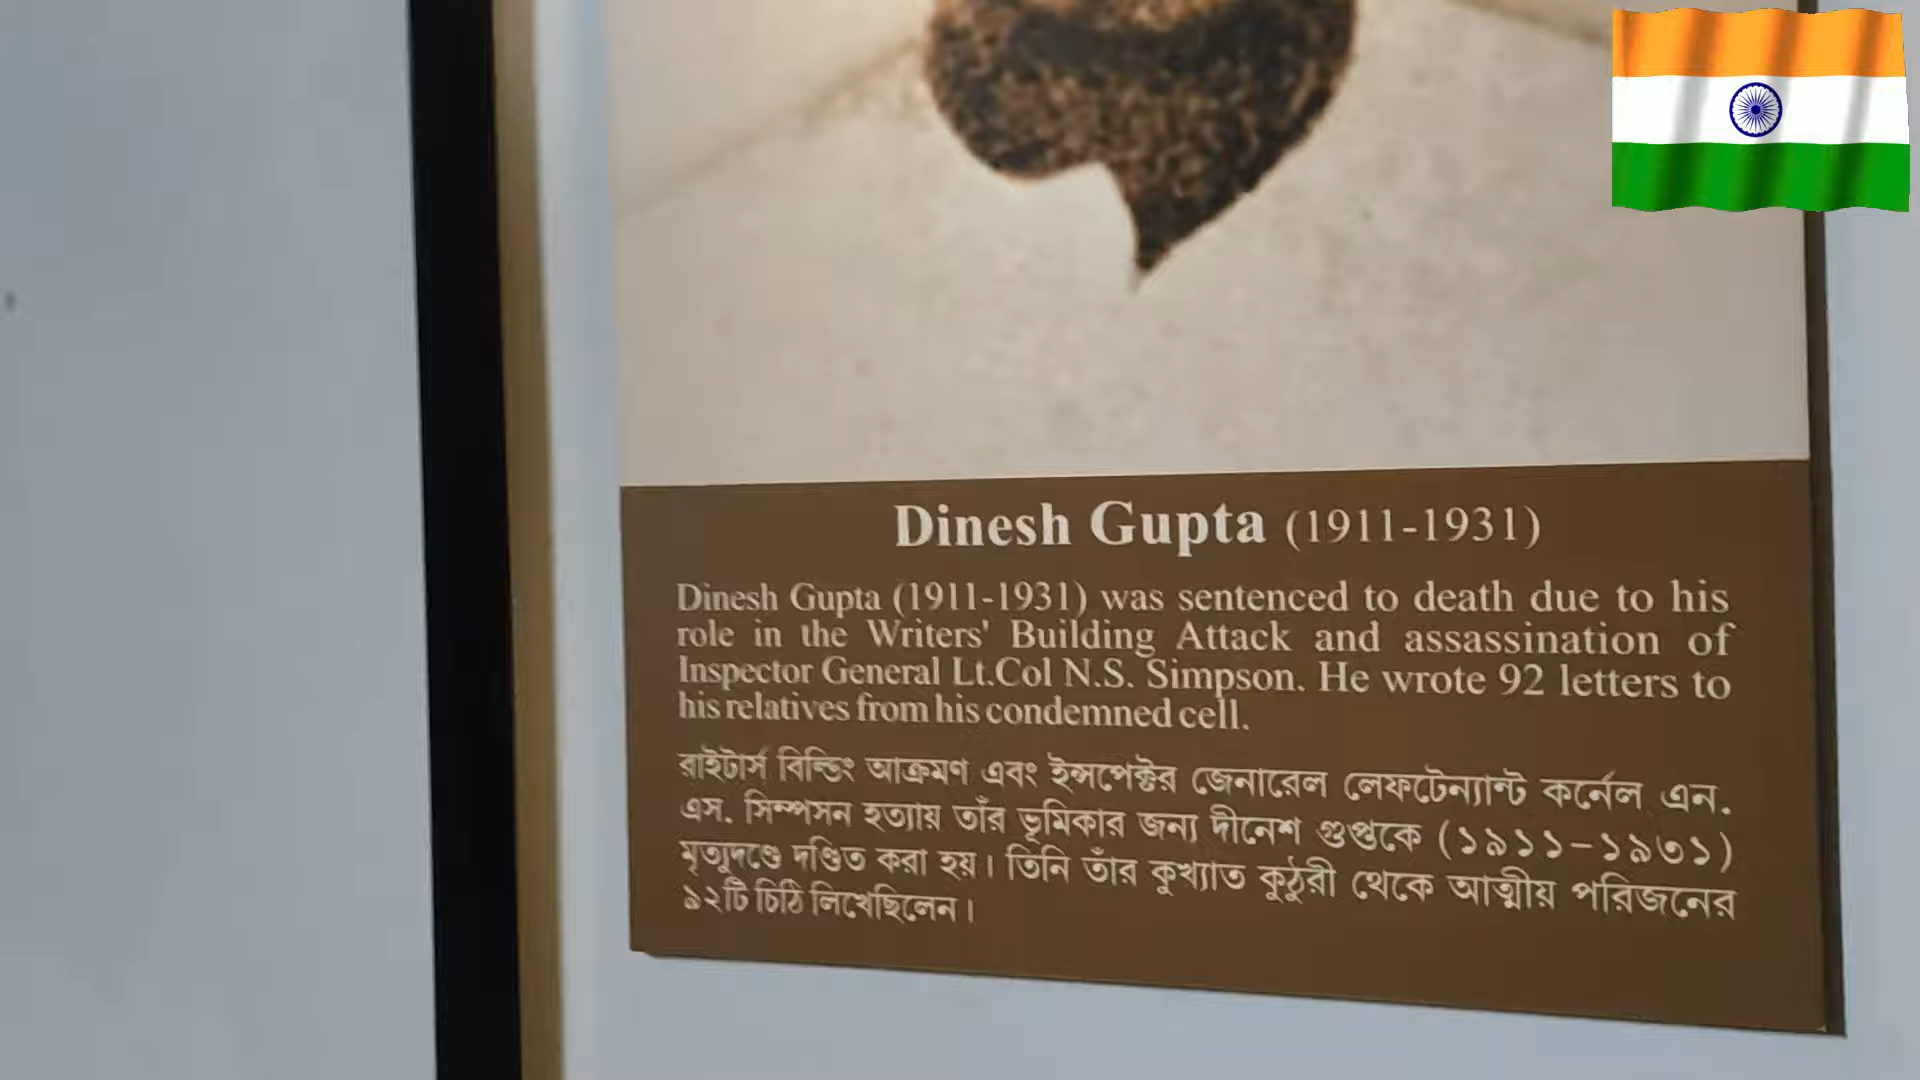 Dinesh Gupta (1911-1931)
Dinesh Gupta (1911-1931) was sentenced to death due to his
role in the Writers' Building Attack and assassination of
Inspector General Lt.Col N.S. Simpson. He wrote 92 letters to
his relatives from his condemned cell.
রাইটার্স বিল্ডিং আক্রমণ এবং ইন্সপেক্টর জেনারেল লেফটেন্যান্ট কর্নেল এন.
এস. সিম্পসন হত্যায় তাঁর ভূমিকার জন্য দীনেশ গুপ্তকে (১৯১১-১৯৩১)
মৃত্যুদণ্ডে দণ্ডিত করা হয়। তিনি তাঁর কুখ্যাত কুঠুরী থেকে আত্মীয় পরিজনের
৯২টি চিঠি লিখেছিলেন।